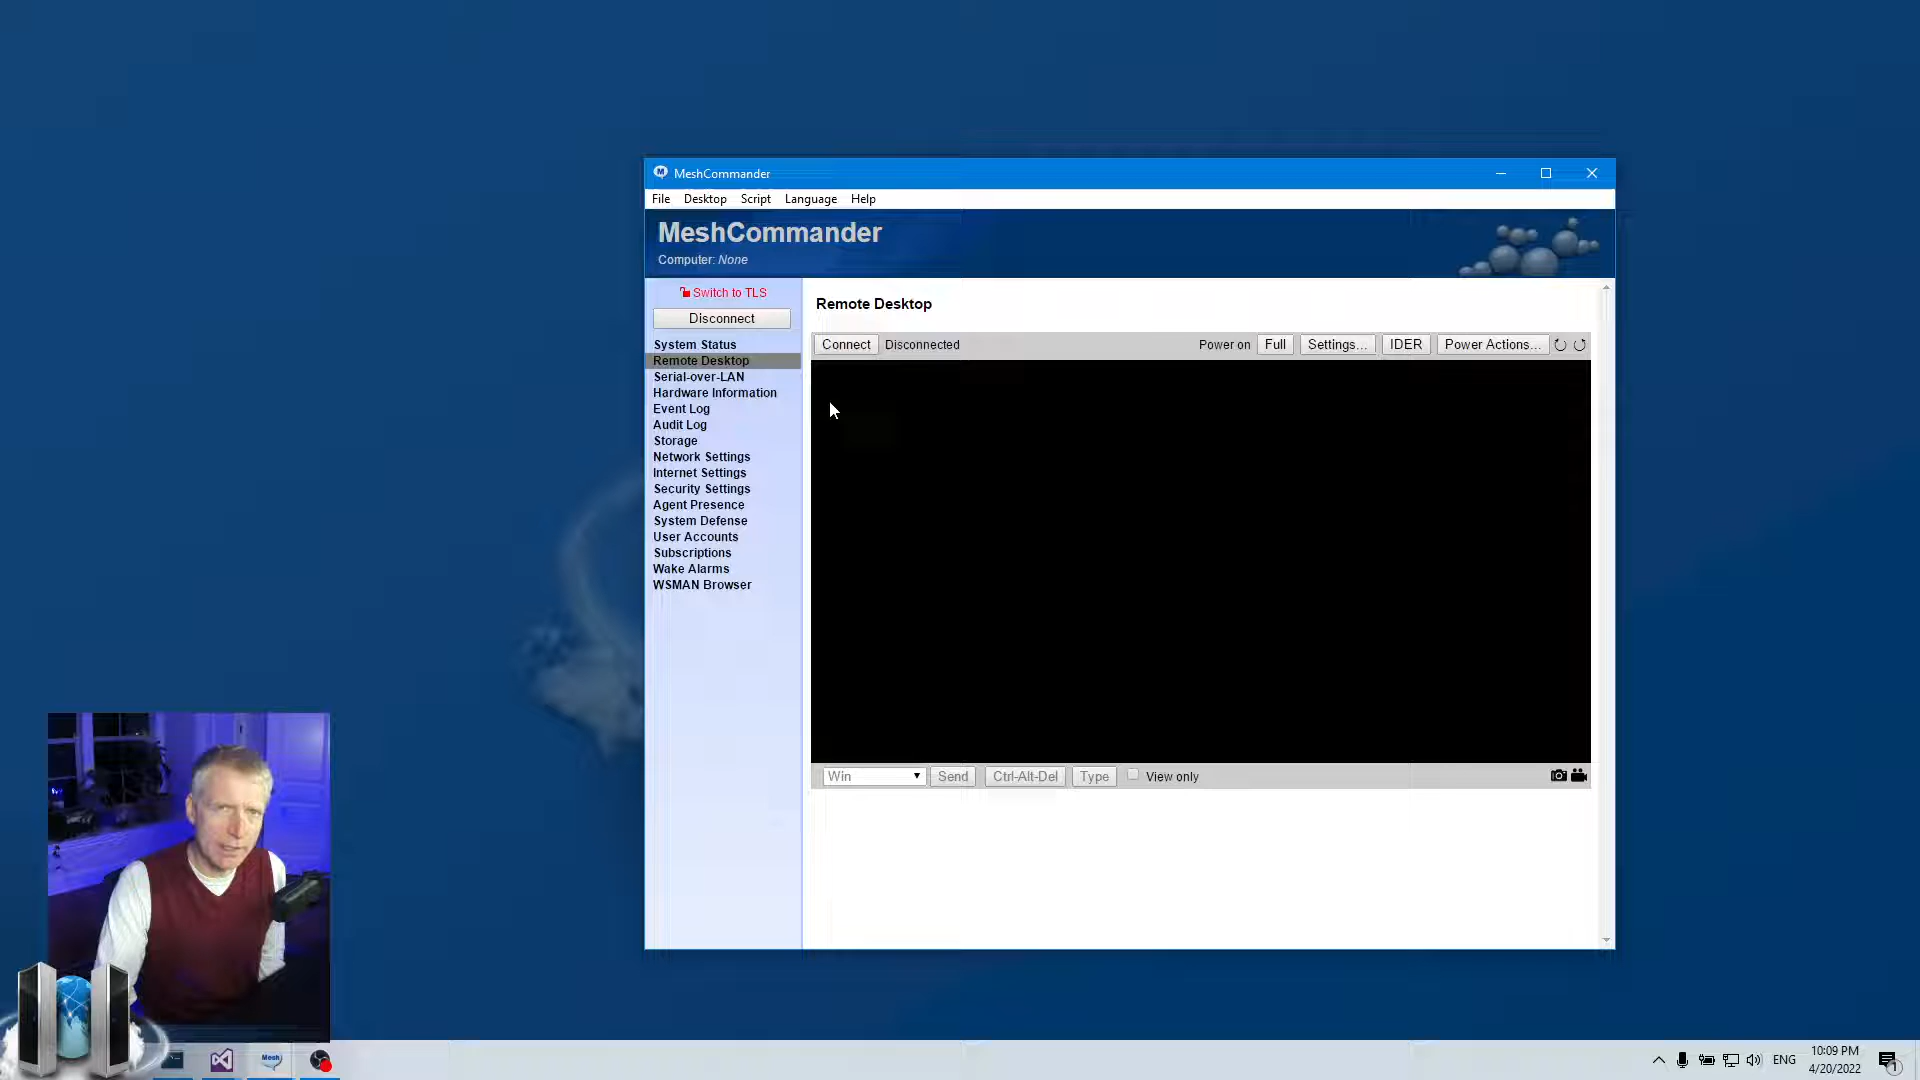 MeshCommander
File Desktop Script Language Help
MeshCommander
Computer: None
Switch to TLS
Disconnect
System Status
Remote Desktop
Serial-over-LAN
Hardware Information
Event Log
Audit Log
Storage
Network Settings
Internet Settings
Security Settings
Agent Presence
System Defense
User Accounts
Subscriptions
Wake Alarms
WSMAN Browser
Remote Desktop
Connect Disconnected Power on Full Settings... IDER Power Actions...
Win Send Ctrl-Alt-Del Type View only
Mesh
ENG
10:09 PM
4/20/2022
1